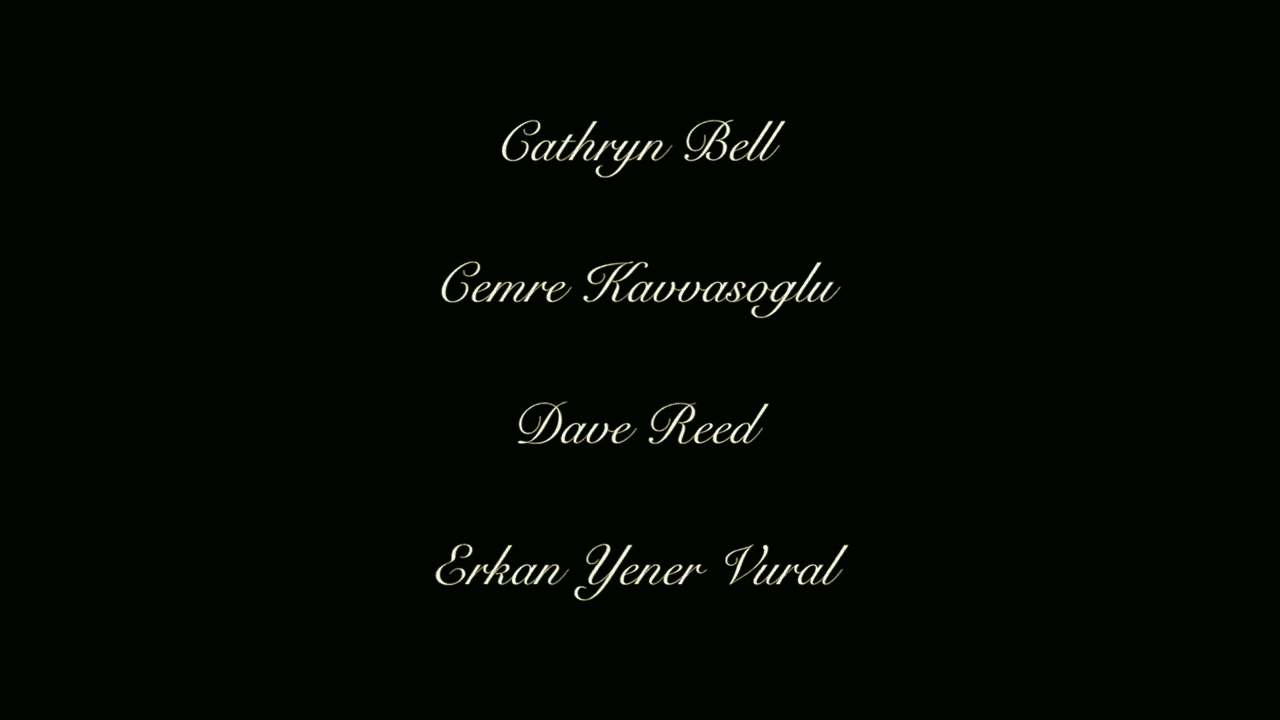 Cathryn Bell
Cemre Kavvasoglu
Dave Reed
Erkan Yener Vural